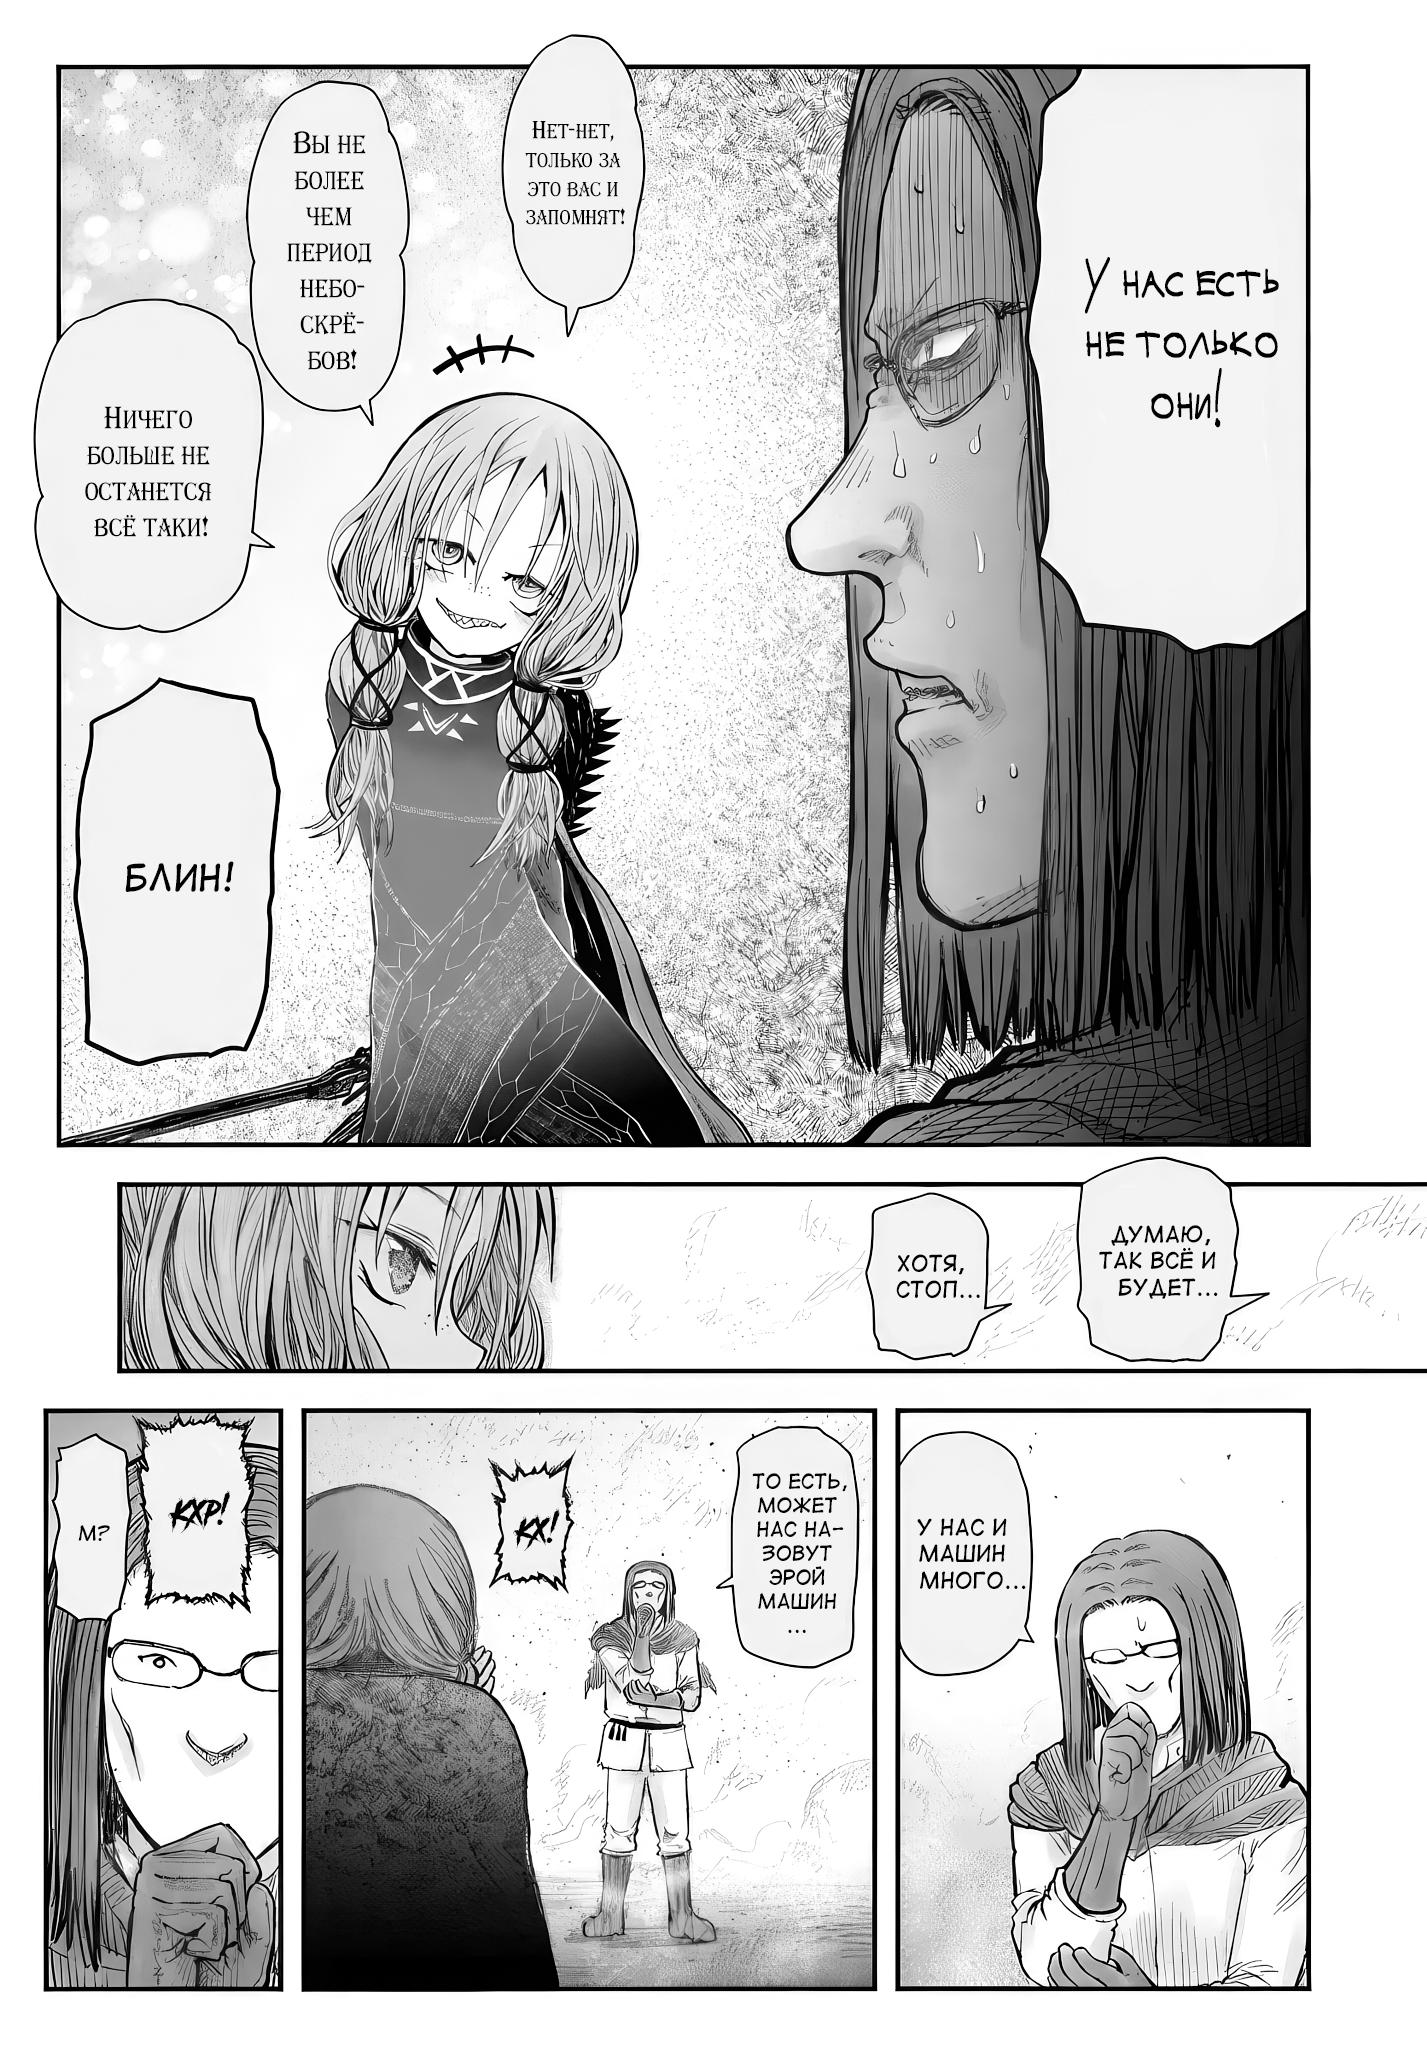 У НАС ЕСТЬ
НЕ ТОЛЬКО
ОНИ!
НЕТ-НЕТ,
ТОЛЬКО ЗА
ЭТО ВАС И
ЗАПОМНЯТ!
ВЫ НЕ
БОЛЕЕ
ЧЕМ
ПЕРИОД
НЕБО-
СКРЁ-
БОВ!
НИЧЕГО
БОЛЬШЕ НЕ
ОСТАНЕТСЯ
ВСЁ ТАКИ!
БЛИН!
ДУМАЮ,
ТАК ВСЁ И
БУДЕТ...
ХОТЯ,
СТОП...
У НАС И
МАШИН
МНОГО...
ТО ЕСТЬ,
МОЖЕТ
НАС НА-
ЗОВУТ
ЭРОЙ
МАШИН
...
КХ!
КХР!
М?